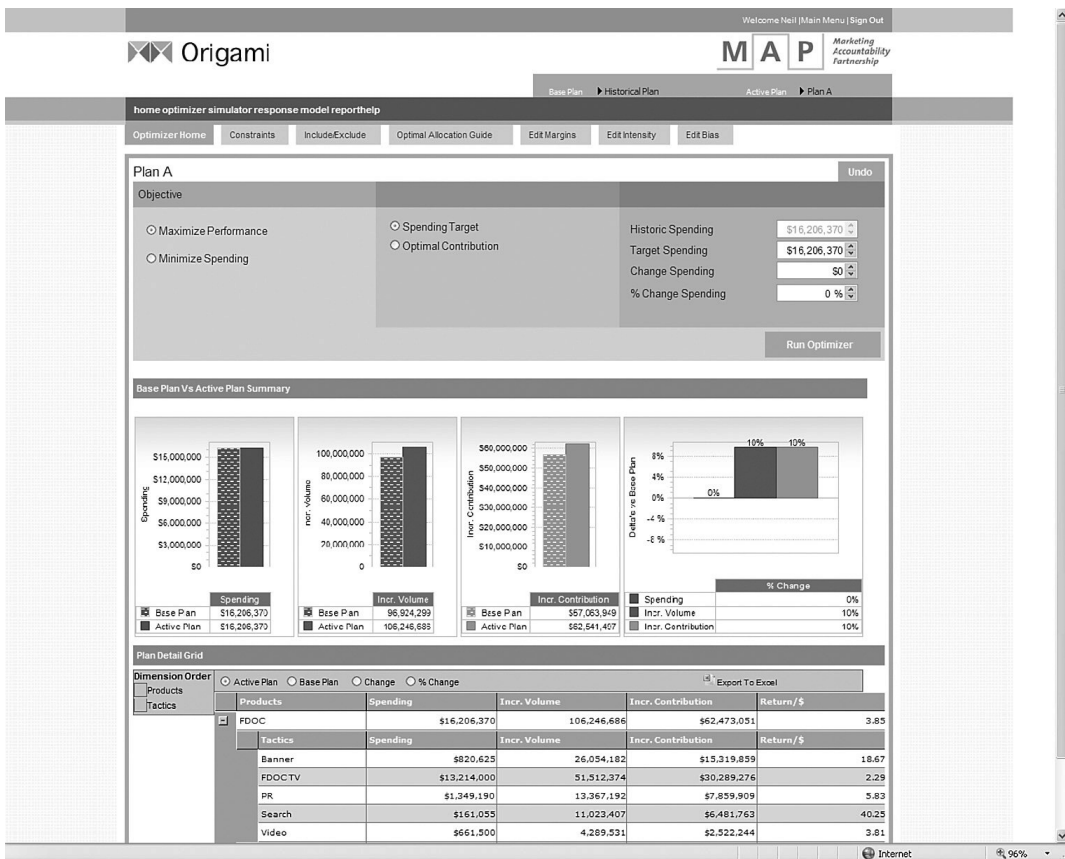 Welcome Neil |Main Menu | Sign Out
Origami
MAP Marketing Accountability Partnership
Base Plan Historical Plan Active Plan Plan A
home optimizer simulator response model reporthelp
Optimizer Home Constraints Include/Exclude Optimal Allocation Guide Edit Margins Edit Intensity Edit Bias
Plan A Undo
Objective
Maximize Performance
Minimize Spending
Spending Target
Optimal Contribution
Historic Spending $16,206,370
Target Spending $16,206,370
Change Spending $0
% Change Spending 0 %
Run Optimizer
Base Plan Vs Active Plan Summary
Spending
$15,000,000
$12,000,000
$9,000,000
$6,000,000
$3,000,000
$0
Spending
Base Plan $16,206,370
Active Plan $16,206,370
Incr. Volume
100,000,000
80,000,000
60,000,000
40,000,000
20,000,000
0
Incr. Volume
Base Plan 96,924,299
Active Plan 106,246,686
Incr. Contribution
$60,000,000
$50,000,000
$40,000,000
$30,000,000
$20,000,000
$10,000,000
$0
Incr. Contribution
Base Plan $57,063,949
Active Plan $62,541,497
Delta's vs Base Plan
8%
4%
0%
-4 %
-8 %
0% 10% 10%
% Change
Spending 0%
Incr. Volume 10%
Incr. Contribution 10%
Plan Detail Grid
Dimension Order
Products
Tactics
Active Plan Base Plan Change % Change Export To Excel
Products Spending Incr. Volume Incr. Contribution Return/$
FDOC $16,206,370 106,246,686 $62,473,051 3.85
Tactics Spending Incr. Volume Incr. Contribution Return/$
Banner $820,625 26,054,182 $15,319,859 18.67
FDOCTV $13,214,000 51,512,374 $30,289,276 2.29
PR $1,349,190 13,367,192 $7,859,909 5.83
Search $161,055 11,023,407 $6,481,763 40.25
Video $661,500 4,289,531 $2,522,244 3.81
Internet 96%